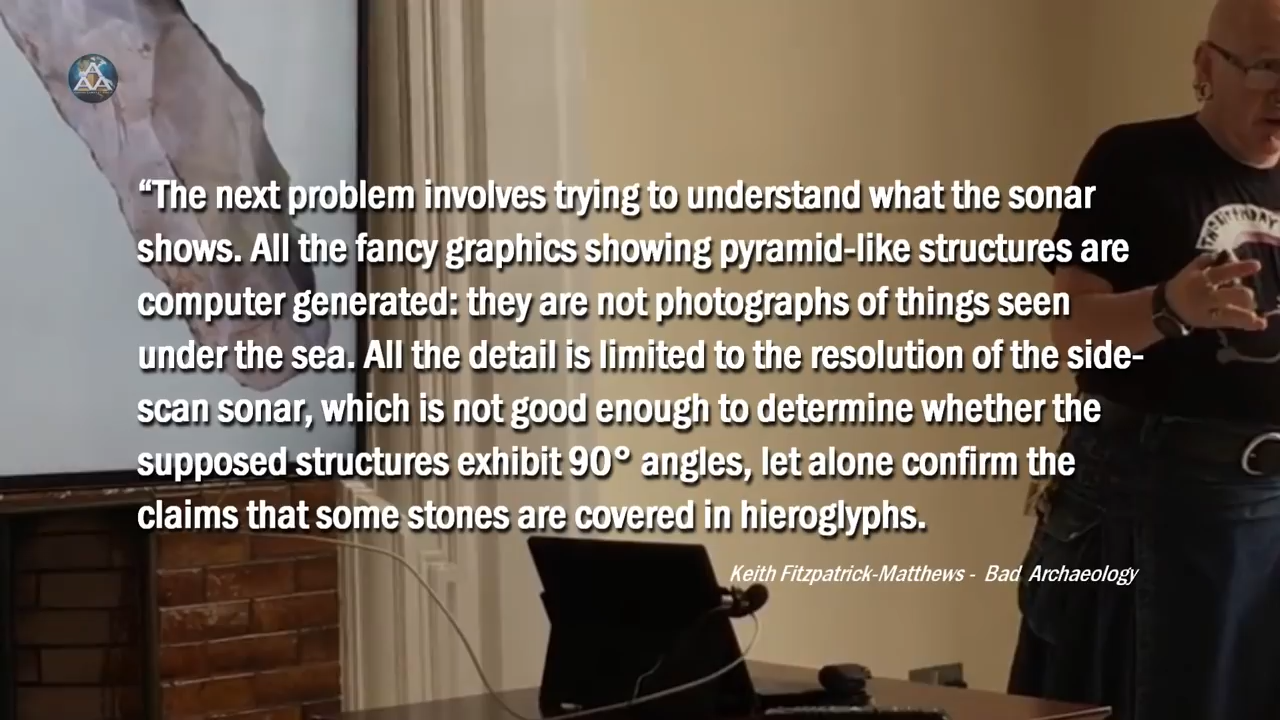 “The next problem involves trying to understand what the sonar
shows. All the fancy graphics showing pyramid-like structures are
computer generated: they are not photographs of things seen
under the sea. All the detail is limited to the resolution of the side-
scan sonar, which is not good enough to determine whether the
supposed structures exhibit 90° angles, let alone confirm the
claims that some stones are covered in hieroglyphs.
Keith Fitzpatrick-Matthews - Bad Archaeology